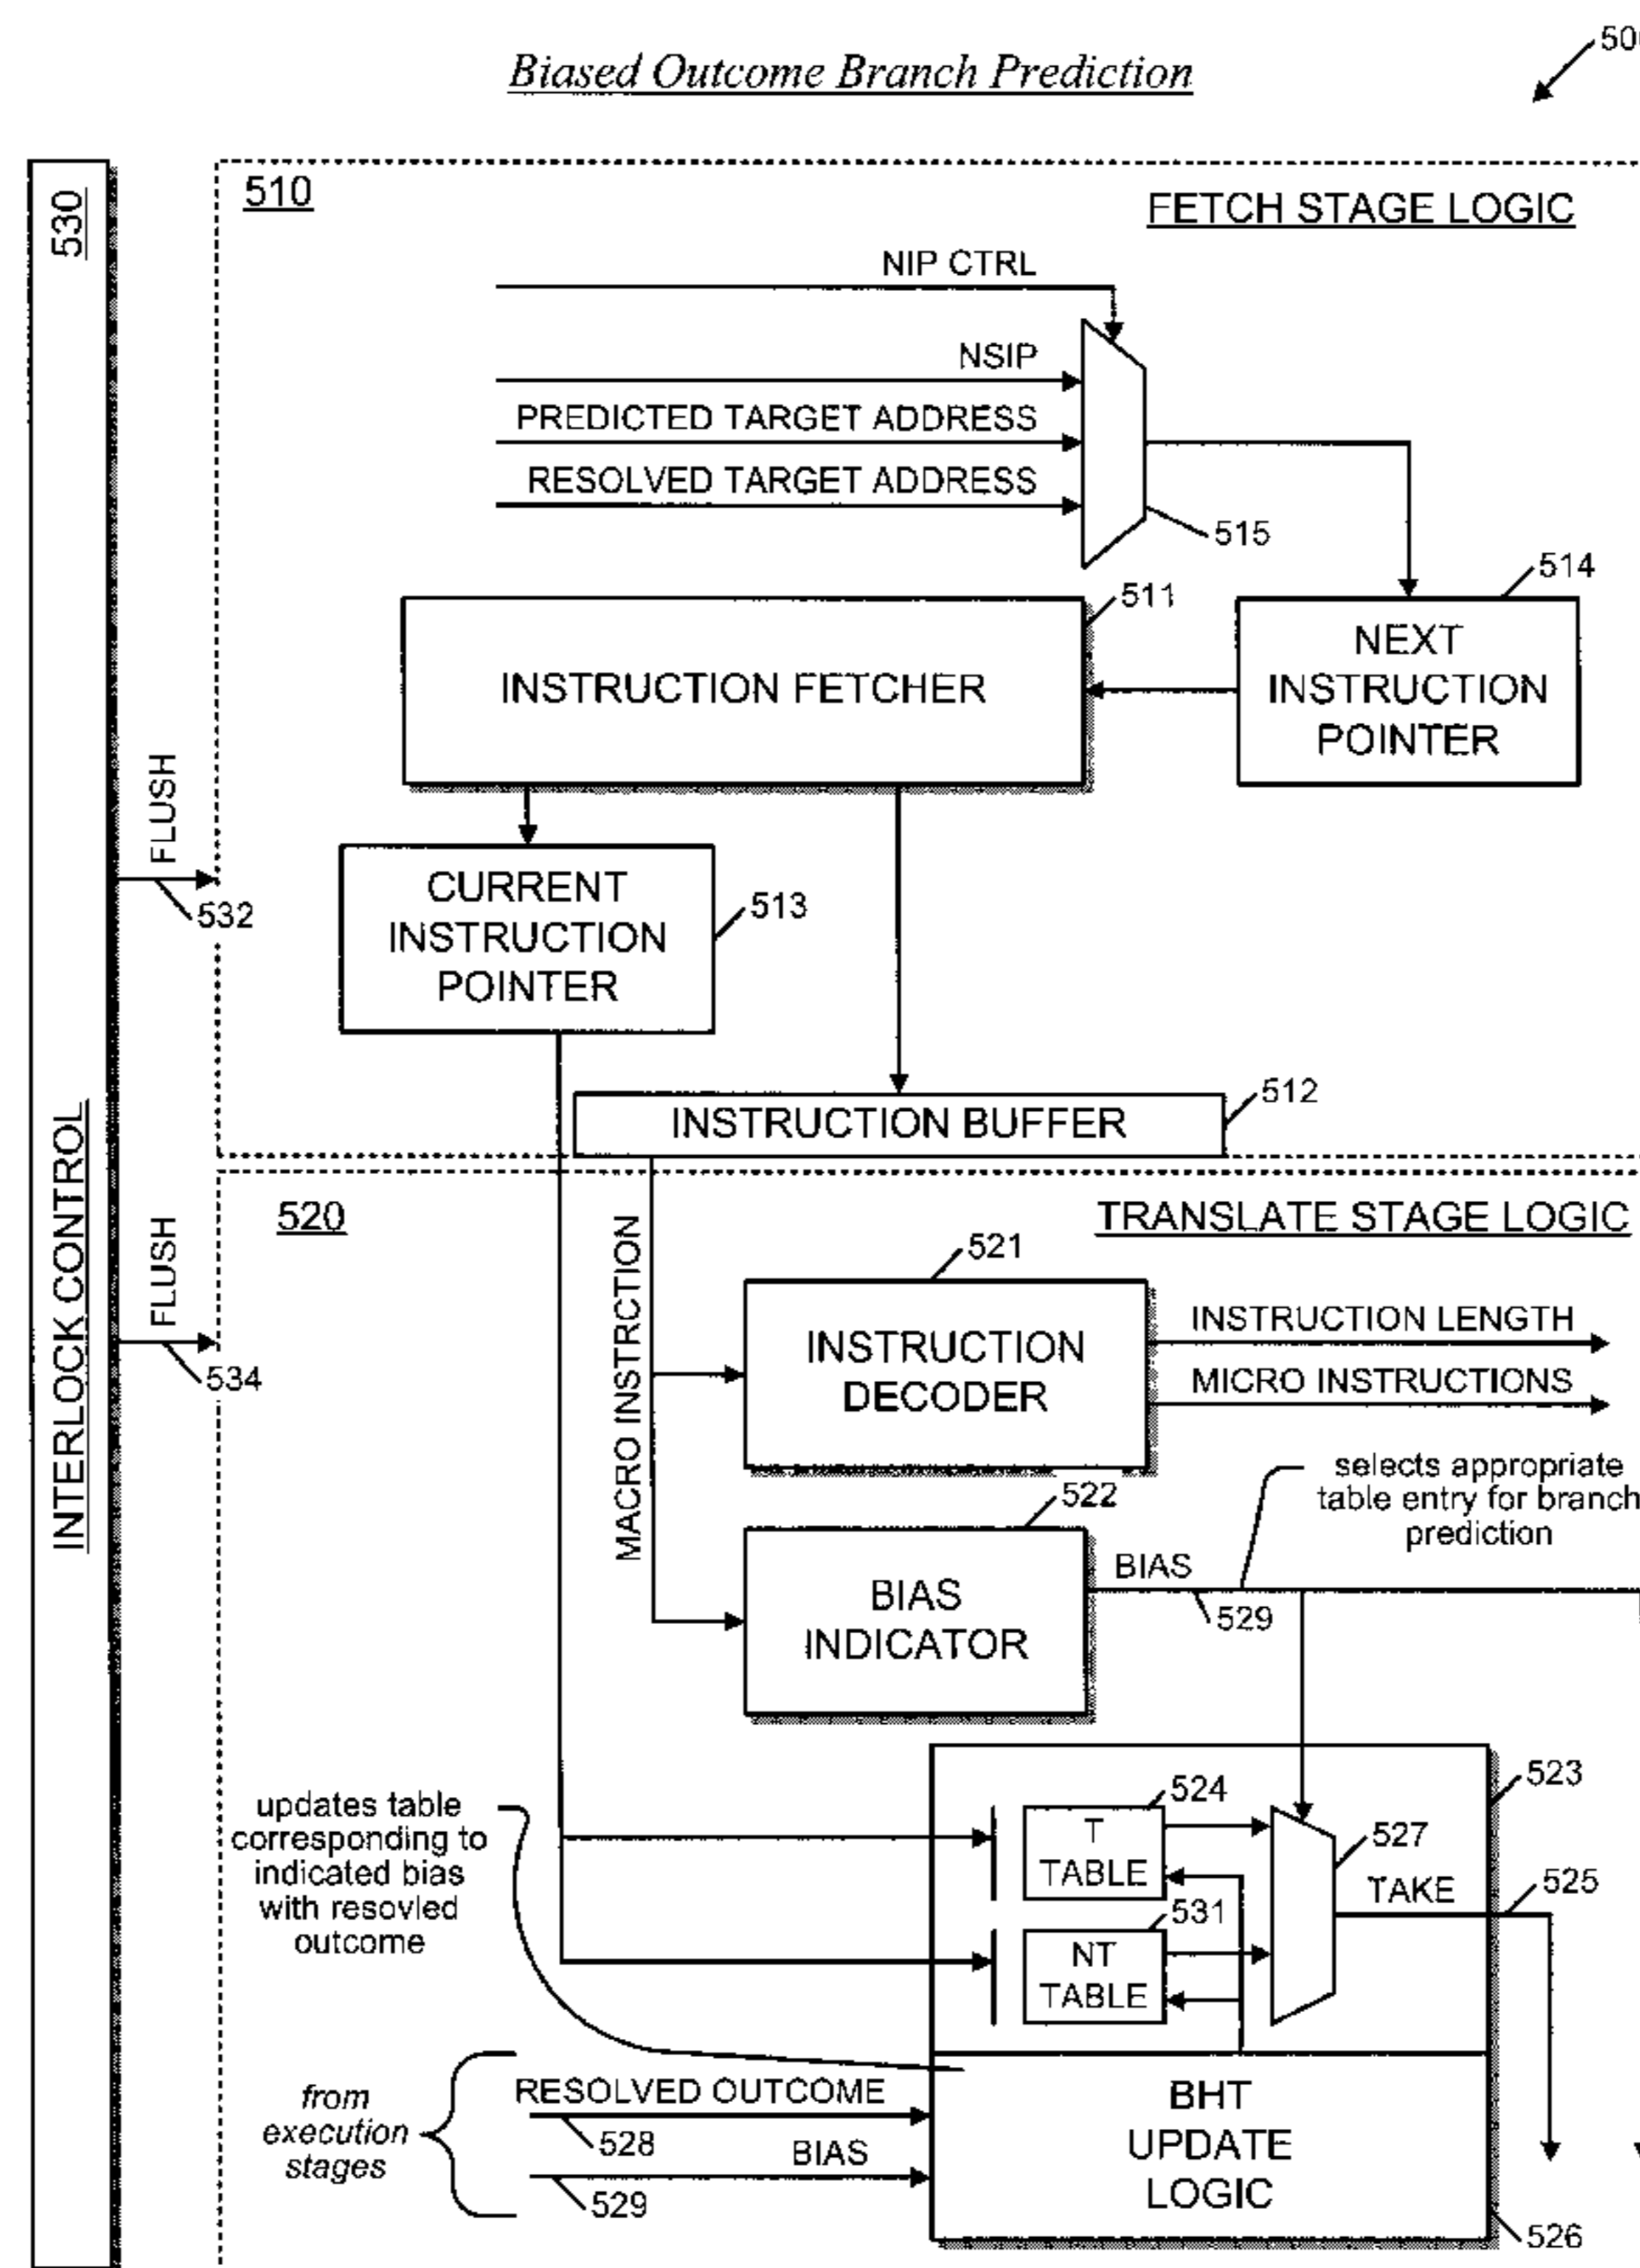 Biased Outcome Branch Prediction
510
FETCH STAGE LOGIC
530
INTERLOCK CONTROL
NIP CTRL
NSIP
PREDICTED TARGET ADDRESS
RESOLVED TARGET ADDRESS
515
514
511
NEXT
INSTRUCTION
POINTER
INSTRUCTION FETCHER
FLUSH
532
CURRENT
INSTRUCTION
POINTER
513
512
INSTRUCTION BUFFER
520
TRANSLATE STAGE LOGIC
FLUSH
534
MACRO INSTRCTION
521
INSTRUCTION
DECODER
INSTRUCTION LENGTH
MICRO INSTRUCTIONS
522
selects appropriate
table entry for branch
prediction
BIAS
INDICATOR
BIAS
529
523
updates table
corresponding to
indicated bias
with resovled
outcome
524
T
TABLE
527
TAKE
525
531
NT
TABLE
from
execution
stages
RESOLVED OUTCOME
528
BIAS
529
BHT
UPDATE
LOGIC
526